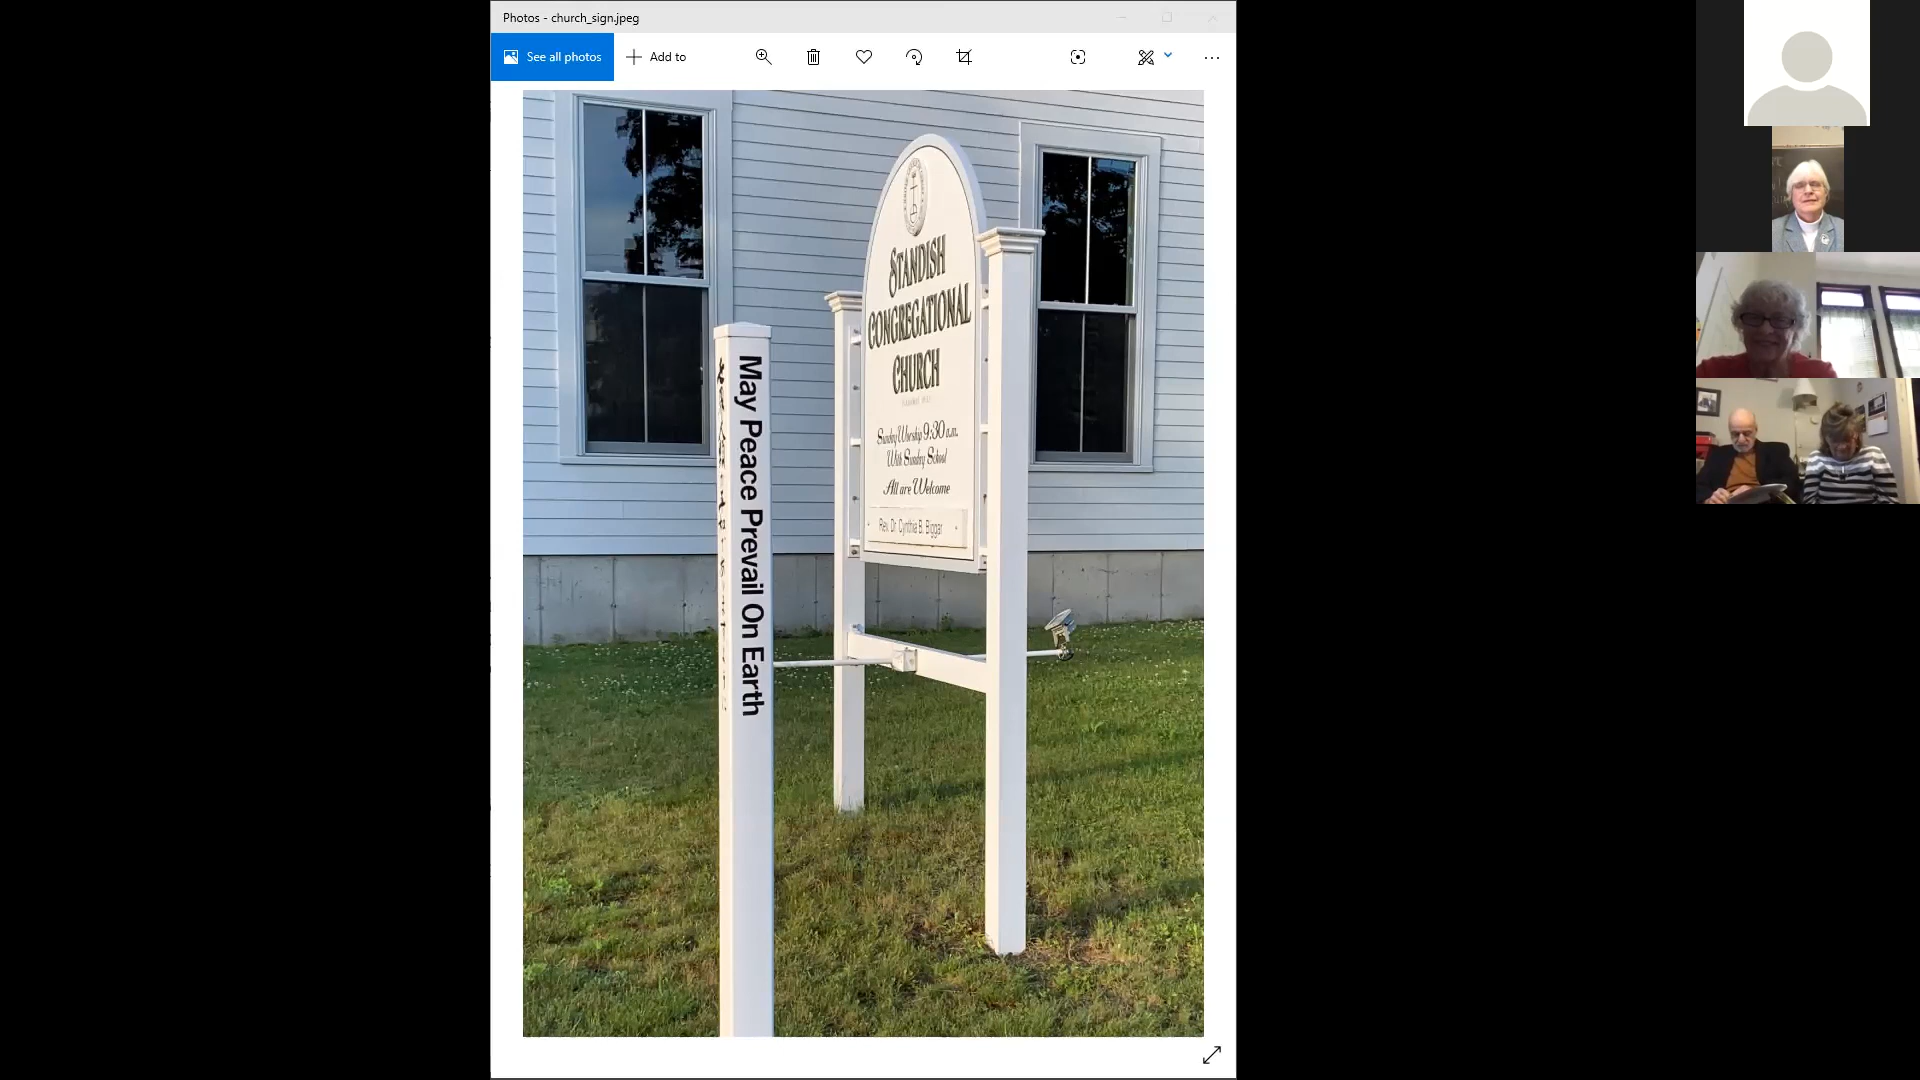 Photos - church_sign.jpeg
See all photos
Add to
STANDISH
CONGREGATIONAL
CHURCH
Sunday Worship 9:30 a.m.
With Sunday School
All are Welcome
Rev. Dr. Cynthia B. Biggar
May Peace Prevail On Earth